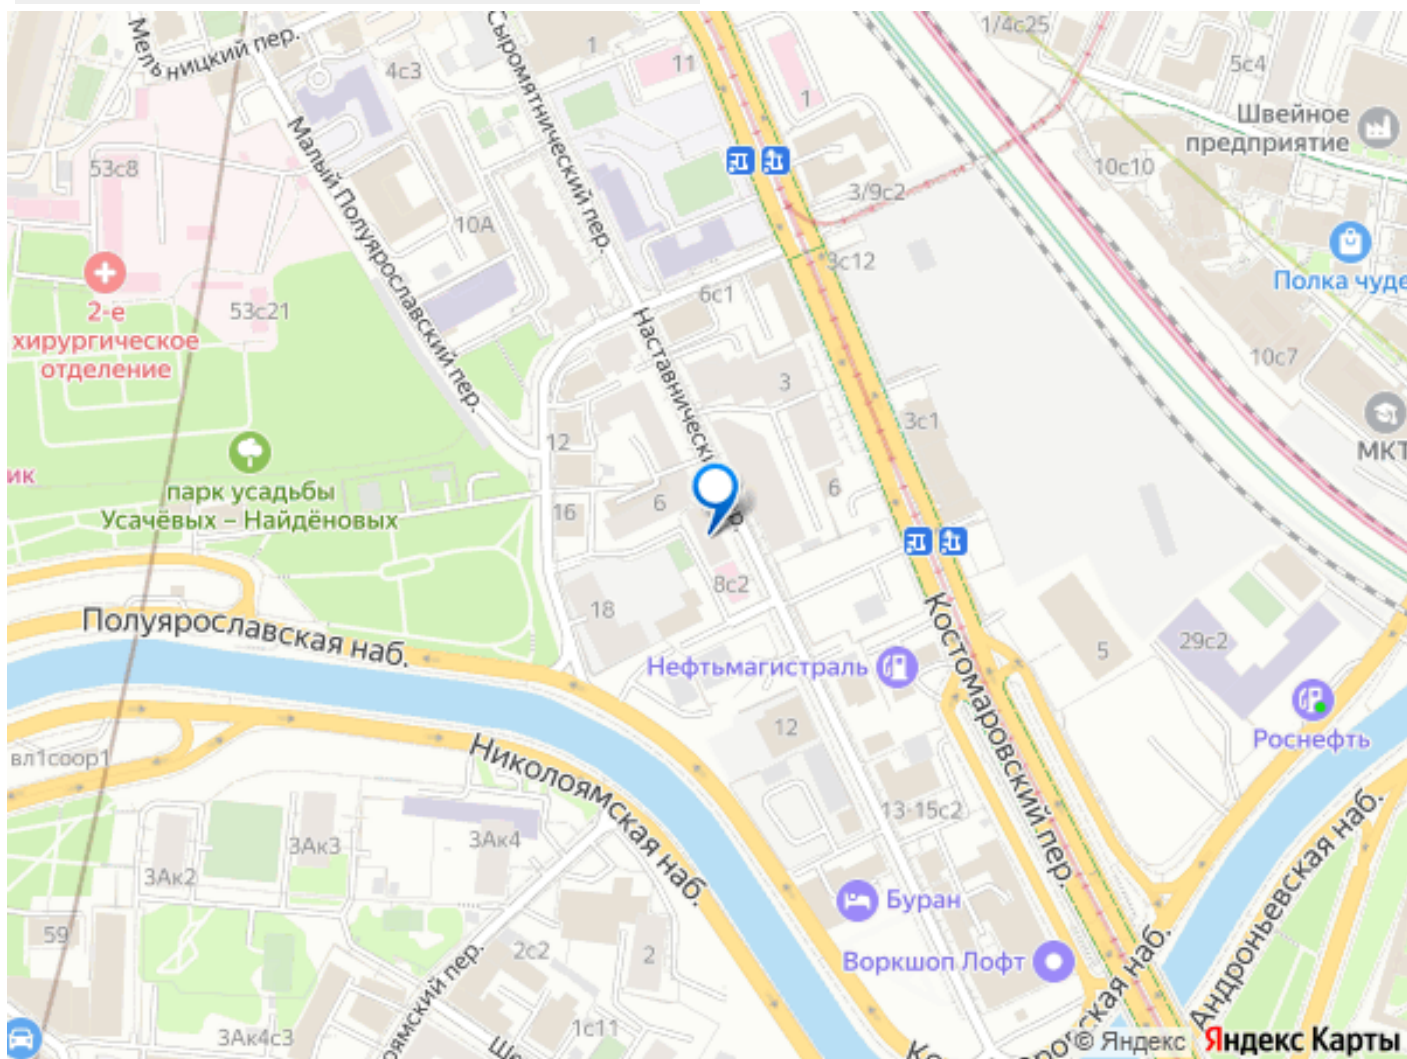 Мельницкий пер.
Сыромятнический пер.
1
4с3
11
1
1/4с25
5с4
Швейное
предприятие
10с10
53с8
Малый Полуярославский пер.
10А
3/9с2
3с12
2-е
хирургическое
отделение
53с21
6с1
Полка чуде
Наставнический
пер.
3
10с7
3с1
МКТ
12
ик
парк усадьбы
Усачёвых – Найдёновых
6
6
16
8с2
18
Полуярославская наб.
Костомаровский пер.
Нефтьмагистраль
5
29с2
12
Роснефть
вл1соор1
Николоямская наб.
13-15с2
3Ак3
3Ак4
3Ак2
Андроньевская наб.
Буран
59
2с2
2
Воркшоп Лофт
3Ак4с3
1с11
© Яндекс Яндекс Карты